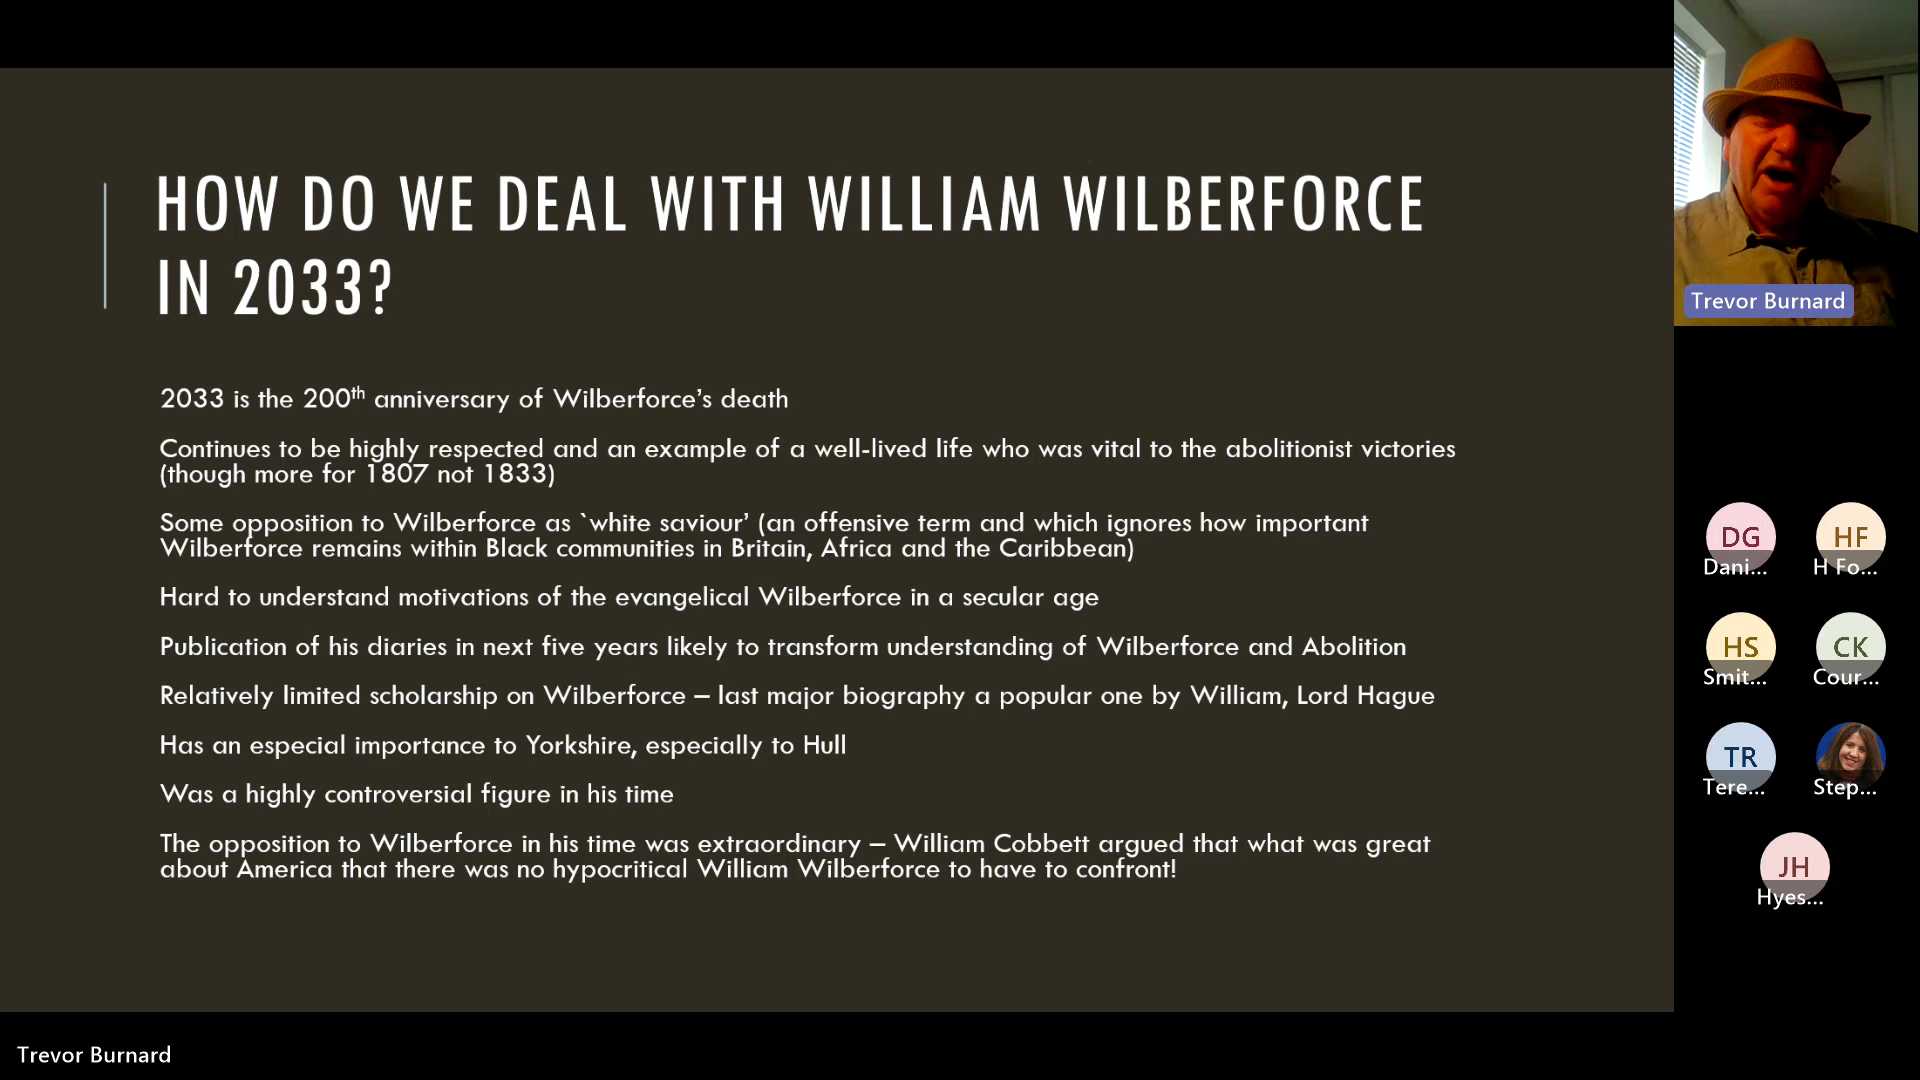 HOW DO WE DEAL WITH WILLIAM WILBERFORCE
IN 2033?
2033 is the 200th anniversary of Wilberforce's death
Continues to be highly respected and an example of a well-lived life who was vital to the abolitionist victories
(though more for 1807 not 1833)
Some opposition to Wilberforce as `white saviour' (an offensive term and which ignores how important
Wilberforce remains within Black communities in Britain, Africa and the Caribbean)
Hard to understand motivations of the evangelical Wilberforce in a secular age
Publication of his diaries in next five years likely to transform understanding of Wilberforce and Abolition
Relatively limited scholarship on Wilberforce – last major biography a popular one by William, Lord Hague
Has an especial importance to Yorkshire, especially to Hull
Was a highly controversial figure in his time
The opposition to Wilberforce in his time was extraordinary – William Cobbett argued that what was great
about America that there was no hypocritical William Wilberforce to have to confront!
Trevor Burnard
DG
Dani...
HF
H Fo...
HS
Smit...
CK
Cour...
TR
Tere...
Step...
JH
Hyes...
Trevor Burnard